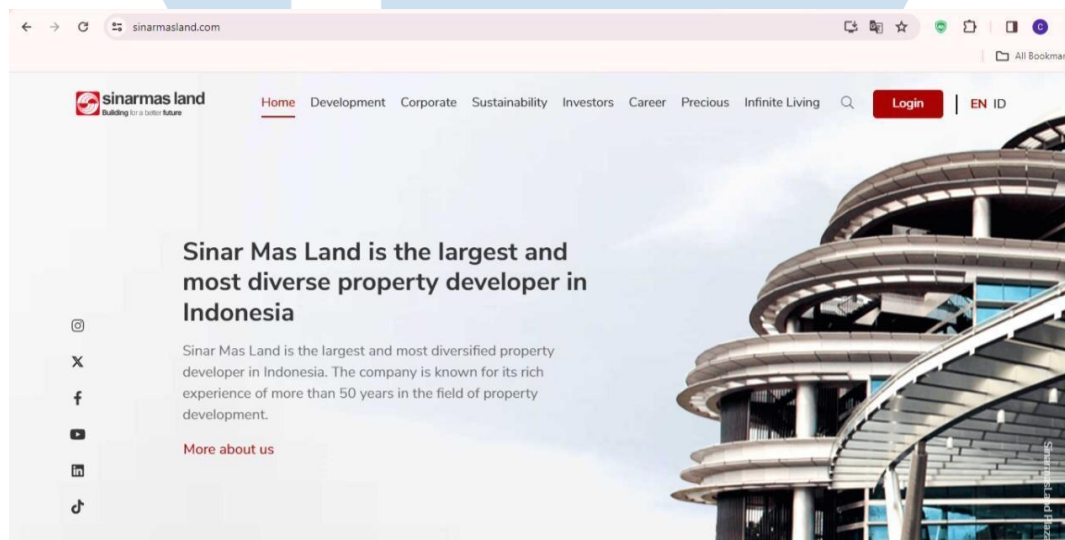 sinarmasland.com
All Bookmar
sinarmas land
Building for a better future
Home Development Corporate Sustainability Investors Career Precious Infinite Living Login EN ID
Sinar Mas Land is the largest and
most diverse property developer in
Indonesia
Sinar Mas Land is the largest and most diversified property
developer in Indonesia. The company is known for its rich
experience of more than 50 years in the field of property
development.
More about us
SinarmasLand Plaza